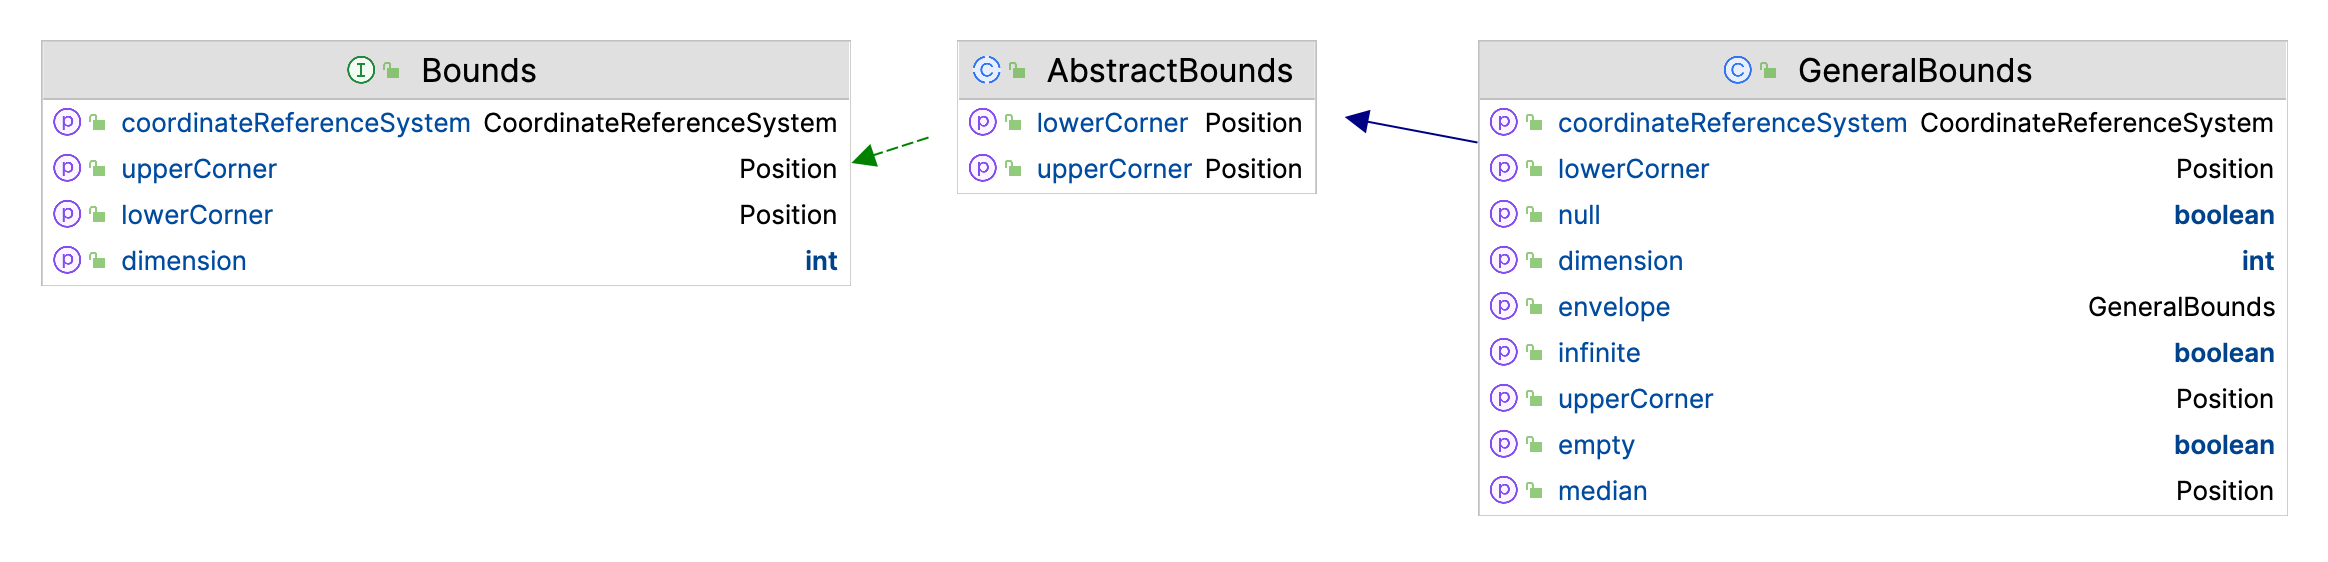 I Bounds
p coordinateReferenceSystem CoordinateReferenceSystem
p upperCorner Position
p lowerCorner Position
p dimension int
C AbstractBounds
p lowerCorner Position
p upperCorner Position
C GeneralBounds
p coordinateReferenceSystem CoordinateReferenceSystem
p lowerCorner Position
p null boolean
p dimension int
p envelope GeneralBounds
p infinite boolean
p upperCorner Position
p empty boolean
p median Position